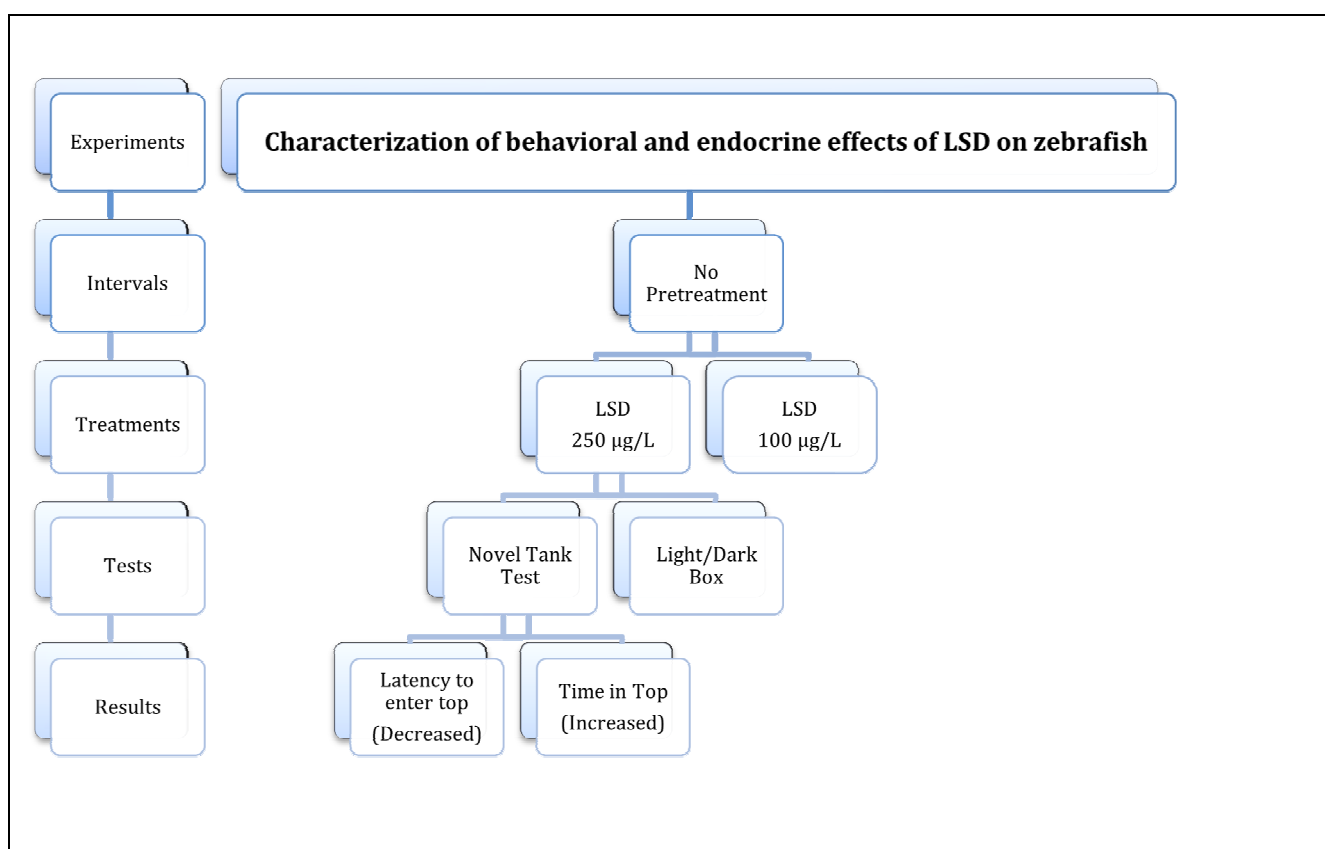 Experiments
Characterization of behavioral and endocrine effects of LSD on zebrafish
Intervals
No
Pretreatment
Treatments
LSD
250 µg/L
LSD
100 µg/L
Tests
Novel Tank
Test
Light/Dark
Box
Results
Latency to
enter top
(Decreased)
Time in Top
(Increased)